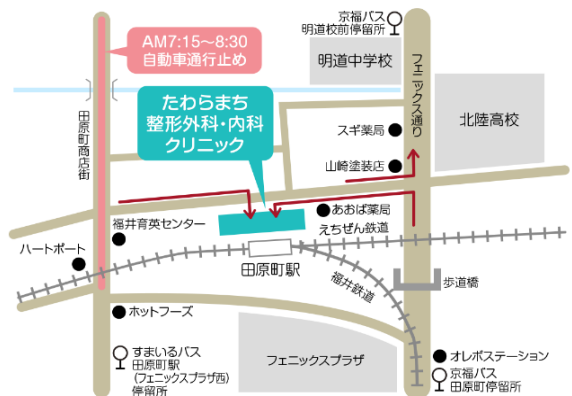 京福バス
明道校前停留所
AM7:15～8:30
自動車通行止め
明道中学校
フェニックス通り
北陸高校
たわらまち
整形外科・内科
クリニック
スギ薬局
山崎塗装店
田原町商店街
あおば薬局
福井育英センター
えちぜん鉄道
ハートポート
田原町駅
福井鉄道
歩道橋
ホットフーズ
すまいるバス
田原町駅
(フェニックスプラザ西)
停留所
フェニックスプラザ
オレボステーション
京福バス
田原町停留所